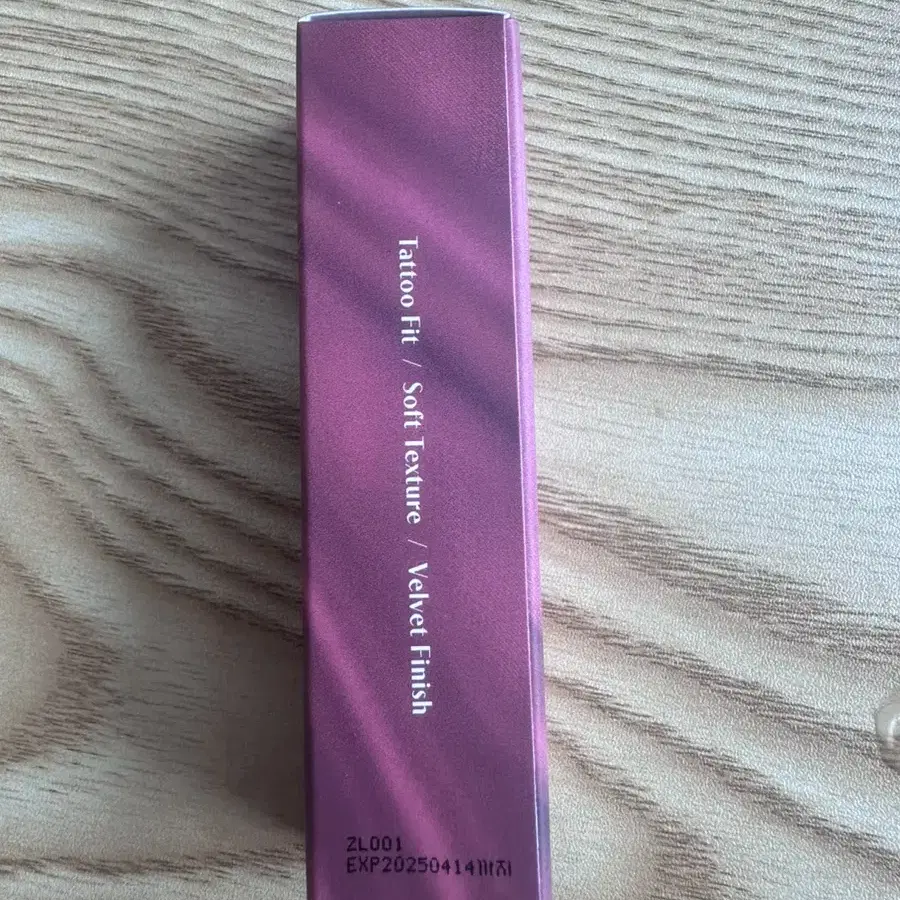 Tattoo Fit / Soft Texture / Velvet Finish
ZL001
EXP20250414까지